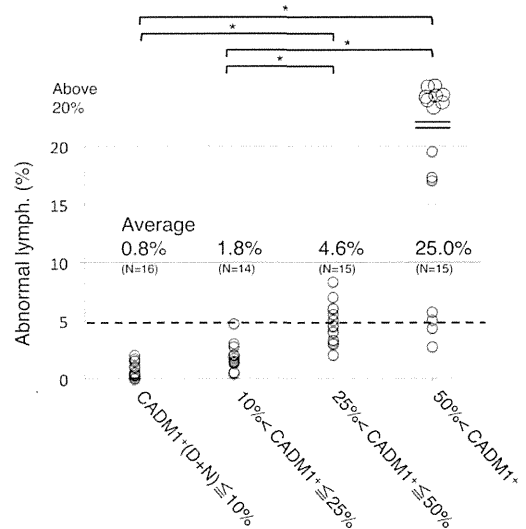 *
*
*
*
Above
20%
20
15
10
5
0
Abnormal lymph. (%)
Average
0.8% 1.8% 4.6% 25.0%
(N=16) (N=14) (N=15) (N=15)
CADM1⁺(D+N)≦10%
10%< CADM1⁺≦25%
25%< CADM1⁺≦50%
50%< CADM1⁺